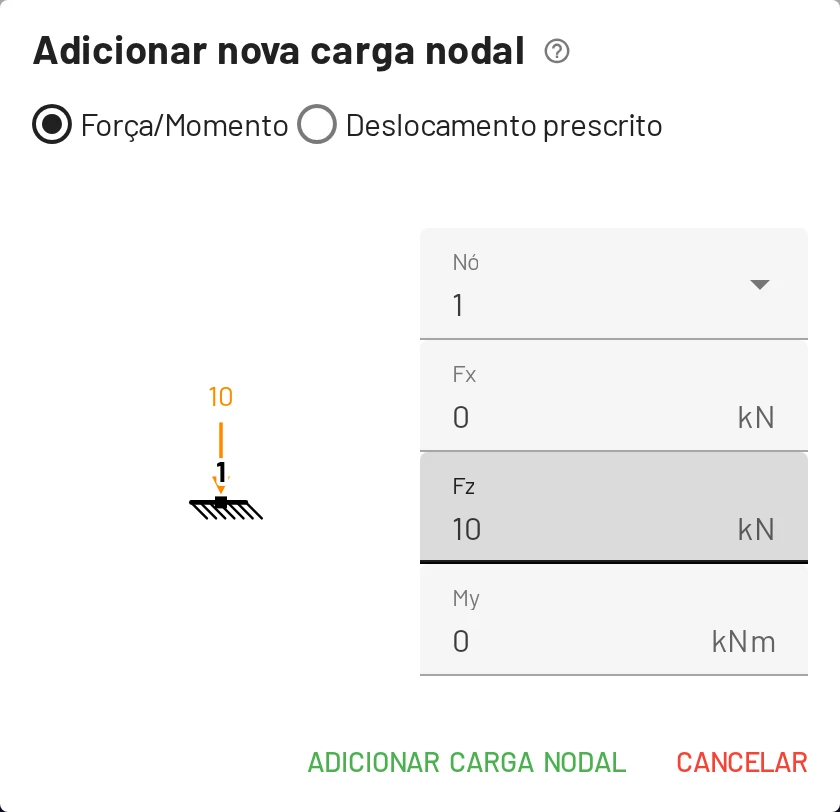 Adicionar nova carga nodal ?
Força/Momento Deslocamento prescrito
Nó
1
Fx
0 kN
10
1
Fz
10 kN
My
0 kNm
ADICIONAR CARGA NODAL CANCELAR